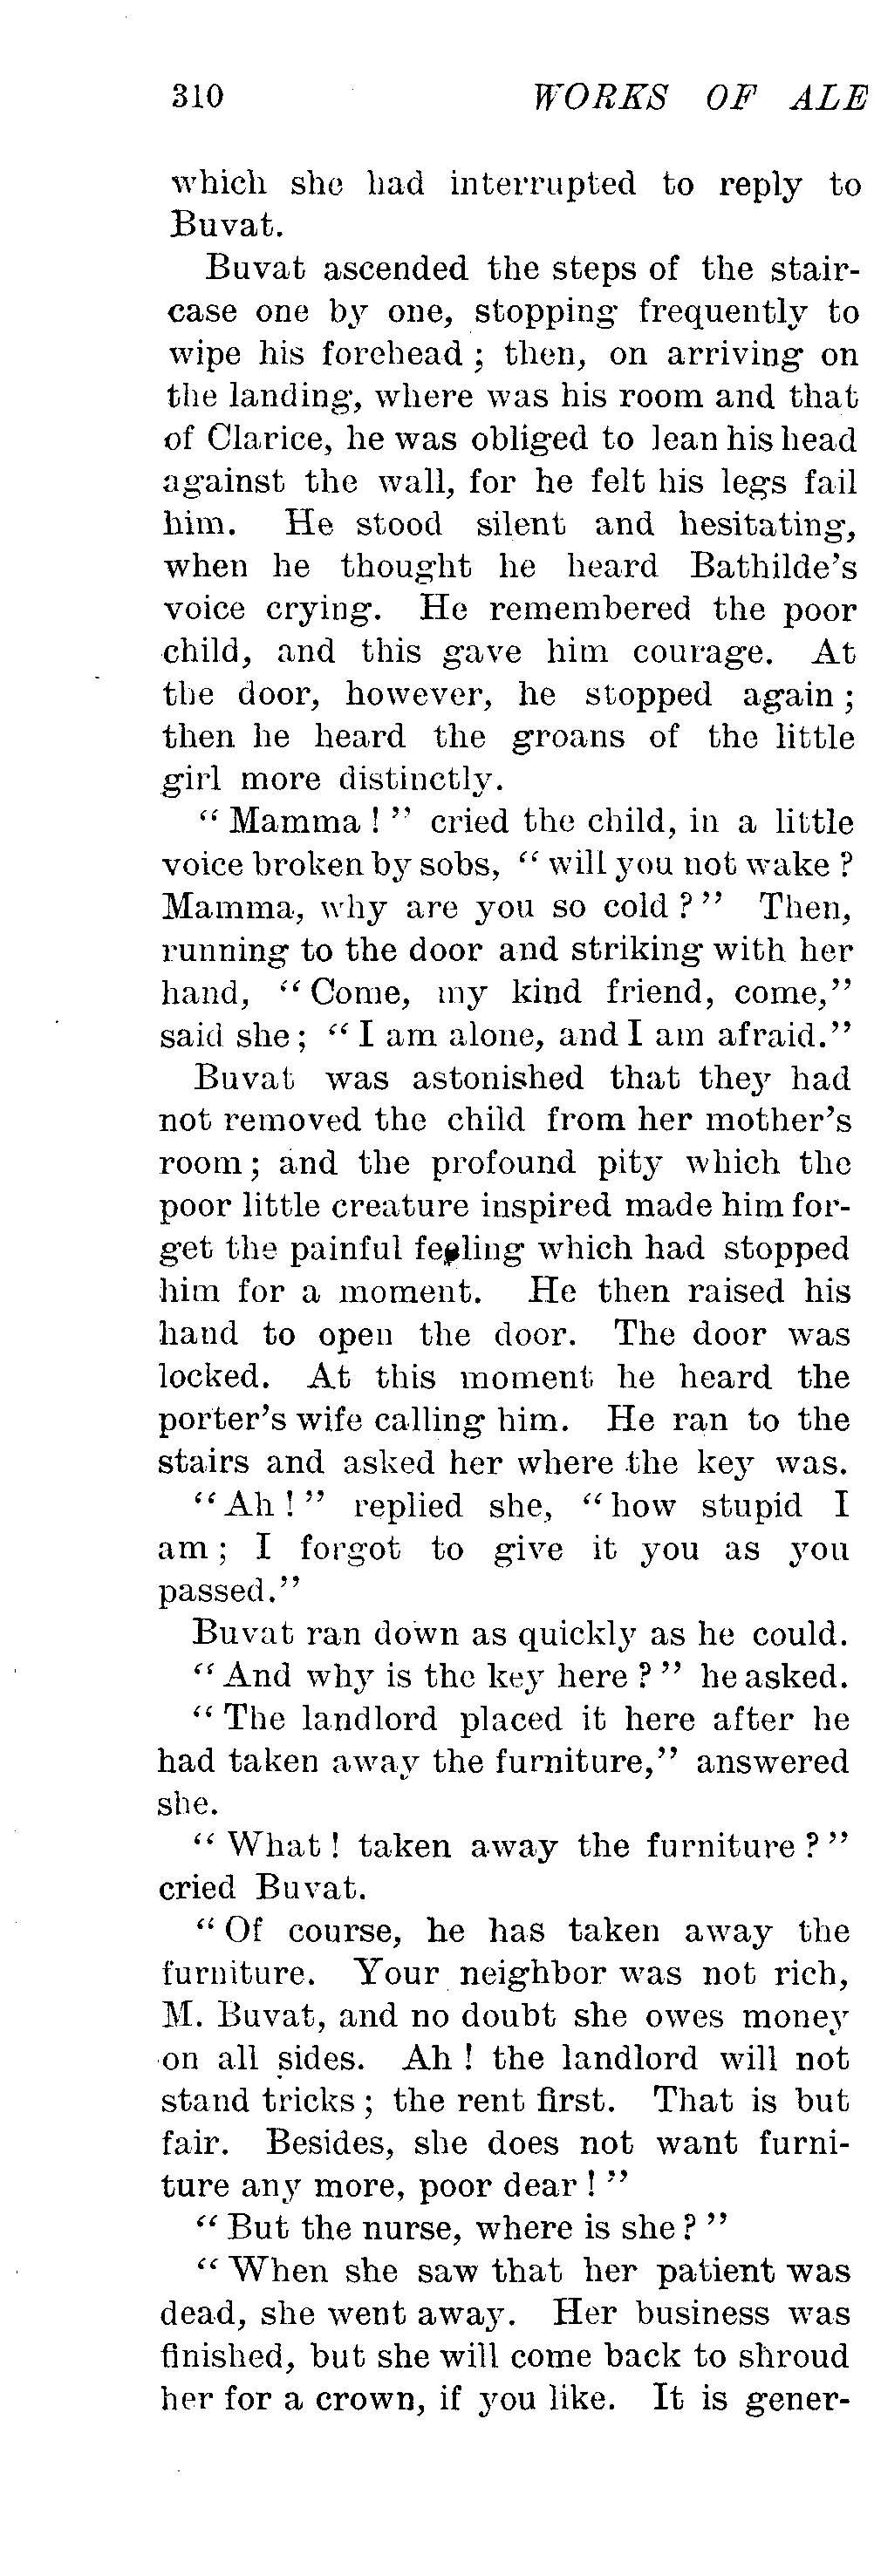 310 WORKS OF ALE
which she had interrupted to reply to
Buvat.
Buvat ascended the steps of the stair-
case one by one, stopping frequently to
wipe his forehead ; then, on arriving on
the landing, where was his room and that
of Clarice, he was obliged to lean his head
against the wall, for he felt his legs fail
him. He stood silent and hesitating,
when he thought he heard Bathilde's
voice crying. He remembered the poor
child, and this gave him courage. At
the door, however, he stopped again ;
then he heard the groans of the little
girl more distinctly.
“ Mamma ! ” cried the child, in a little
voice broken by sobs, “ will you not wake ?
Mamma, why are you so cold ? ” Then,
running to the door and striking with her
hand, “ Come, my kind friend, come,”
said she ; “ I am alone, and I am afraid.”
Buvat was astonished that they had
not removed the child from her mother's
room ; and the profound pity which the
poor little creature inspired made him for-
get the painful feeling which had stopped
him for a moment. He then raised his
hand to open the door. The door was
locked. At this moment he heard the
porter's wife calling him. He ran to the
stairs and asked her where the key was.
“ Ah ! ” replied she, “ how stupid I
am ; I forgot to give it you as you
passed.”
Buvat ran down as quickly as he could.
“ And why is the key here ? ” he asked.
“ The landlord placed it here after he
had taken away the furniture,” answered
she.
“ What ! taken away the furniture ? ”
cried Buvat.
“ Of course, he has taken away the
furniture. Your neighbor was not rich,
M. Buvat, and no doubt she owes money
on all sides. Ah ! the landlord will not
stand tricks ; the rent first. That is but
fair. Besides, she does not want furni-
ture any more, poor dear ! ”
“ But the nurse, where is she ? ”
“ When she saw that her patient was
dead, she went away. Her business was
finished, but she will come back to shroud
her for a crown, if you like. It is gener-